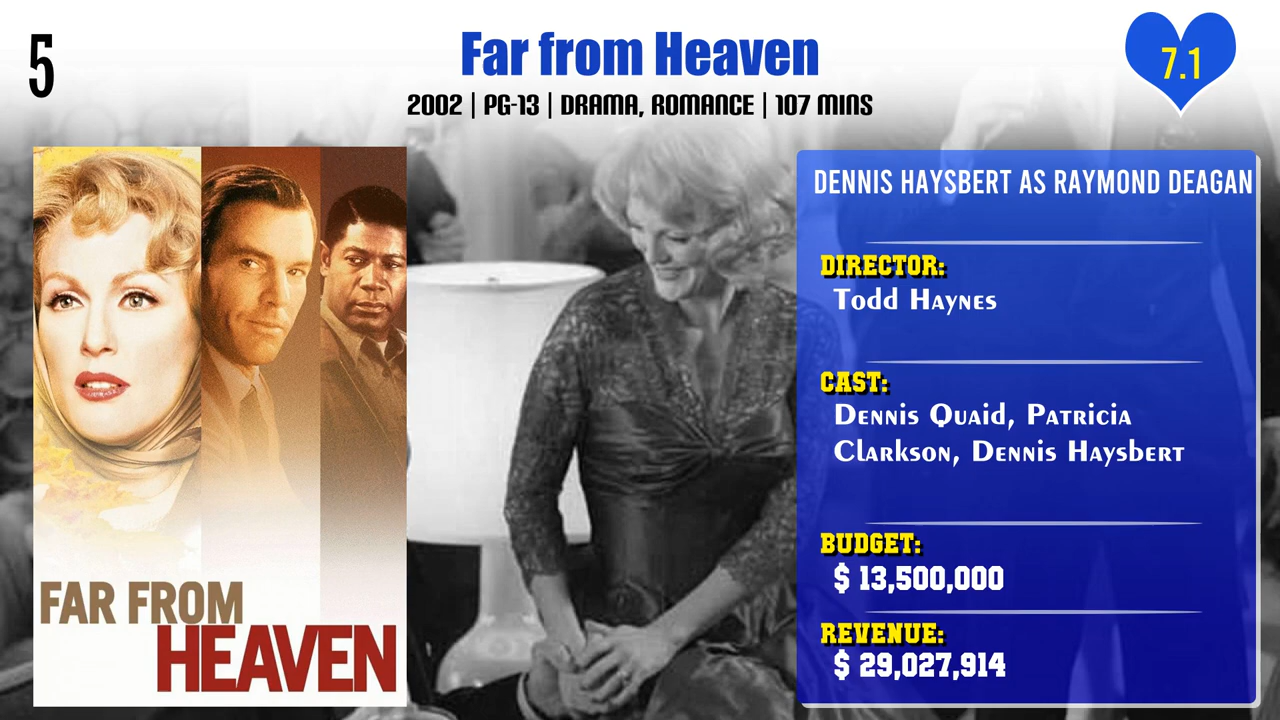 5
Far from Heaven
7.1
2002 | PG-13 | DRAMA, ROMANCE | 107 MINS
DENNIS HAYSBERT AS RAYMOND DEAGAN
DIRECTOR:
Todd Haynes
CAST:
Dennis Quaid, Patricia
Clarkson, Dennis Haysbert
BUDGET:
$ 13,500,000
REVENUE:
$ 29,027,914
FAR FROM
HEAVEN